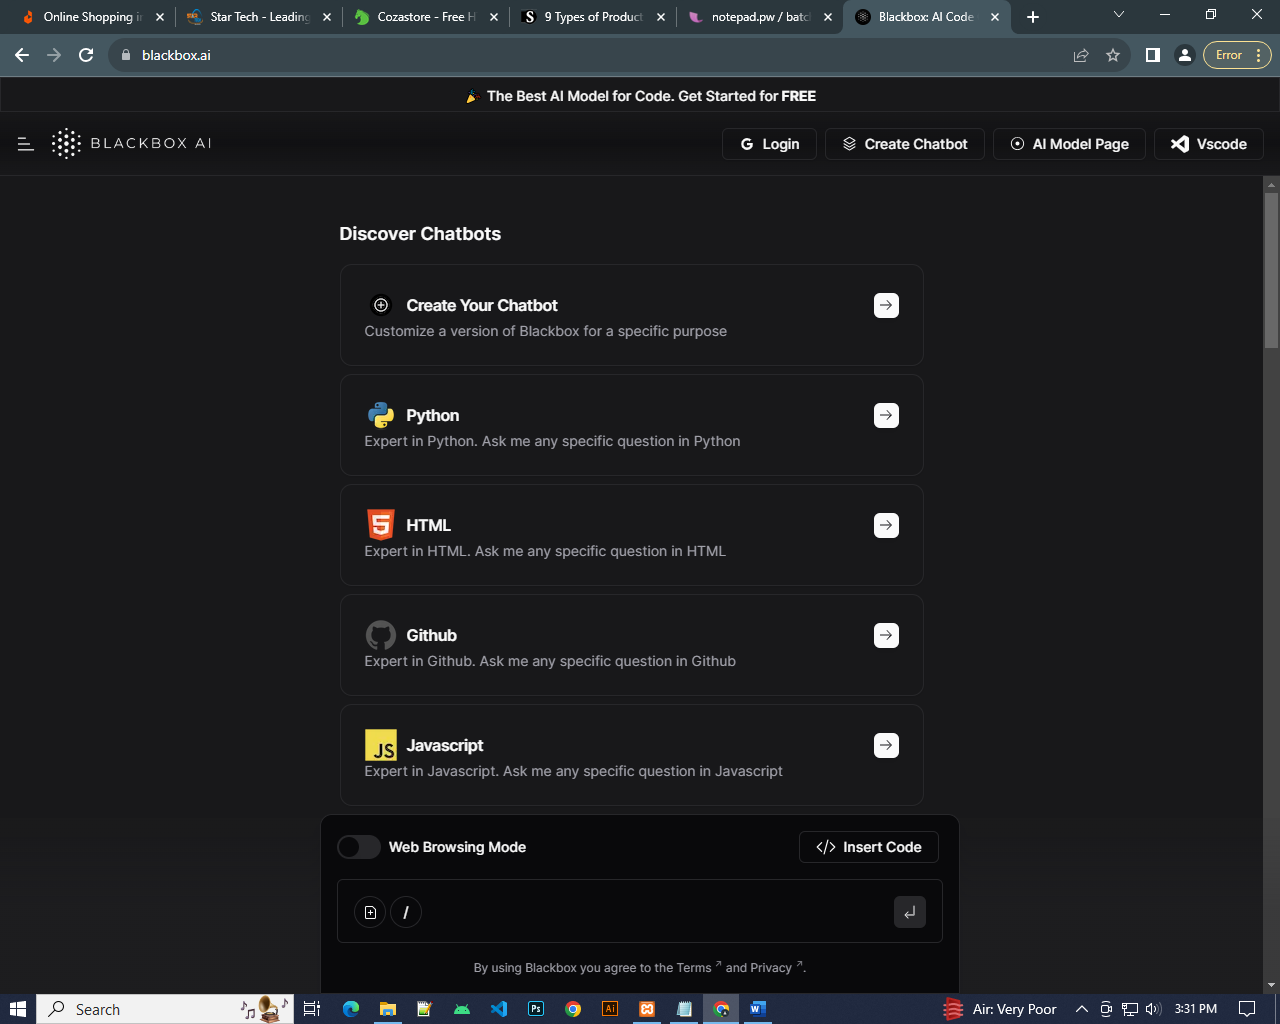 Online Shopping in
Star Tech - Leading
Cozastore - Free H
S 9 Types of Product
notepad.pw / batc
Blackbox: AI Code
blackbox.ai
Error
The Best AI Model for Code. Get Started for FREE
BLACKBOX AI
G Login
Create Chatbot
AI Model Page
Vscode
Discover Chatbots
Create Your Chatbot
Customize a version of Blackbox for a specific purpose
Python
Expert in Python. Ask me any specific question in Python
HTML
Expert in HTML. Ask me any specific question in HTML
Github
Expert in Github. Ask me any specific question in Github
JS Javascript
Expert in Javascript. Ask me any specific question in Javascript
Web Browsing Mode
</> Insert Code
/
By using Blackbox you agree to the Terms ↗ and Privacy ↗.
Search
Ps
Ai
W
Air: Very Poor
3:31 PM